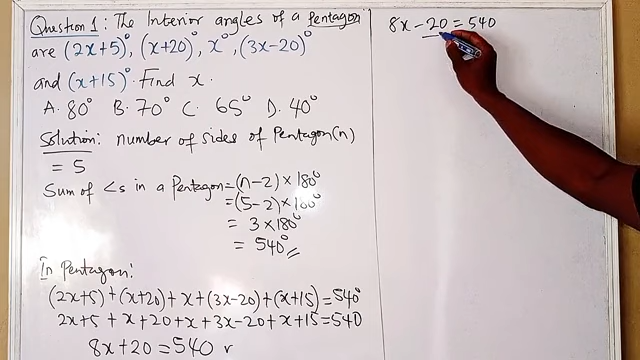 Question 1: The Interior angles of a pentagon
are (2x+5)°, (x+20)°, x°, (3x-20)°
and (x+15)°. Find x.
A. 80° B. 70° C. 65° D. 40°
Solution: number of sides of Pentagon(n)
= 5
Sum of <s in a Pentagon = (n-2) × 180°
= (5-2) × 180°
= 3 × 180°
= 540°
In Pentagon:
(2x+5) + (x+20) + x + (3x-20) + (x+15) = 540°
2x+5 + x+20 + x + 3x-20 + x+15 = 540
8x+20 = 540
8x - 20 = 540